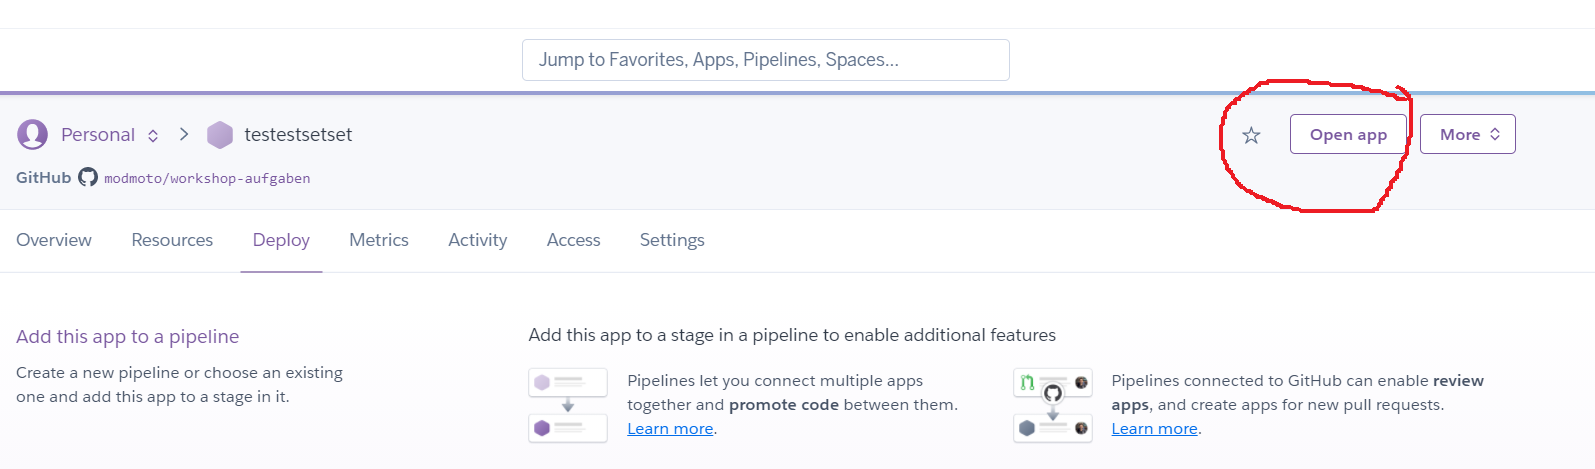 Jump to Favorites, Apps, Pipelines, Spaces...
Personal
testestsetset
Open app
More
GitHub modmoto/workshop-aufgaben
Overview Resources Deploy Metrics Activity Access Settings
Add this app to a pipeline
Create a new pipeline or choose an existing
one and add this app to a stage in it.
Add this app to a stage in a pipeline to enable additional features
Pipelines let you connect multiple apps
together and promote code between them.
Learn more.
Pipelines connected to GitHub can enable review
apps, and create apps for new pull requests.
Learn more.